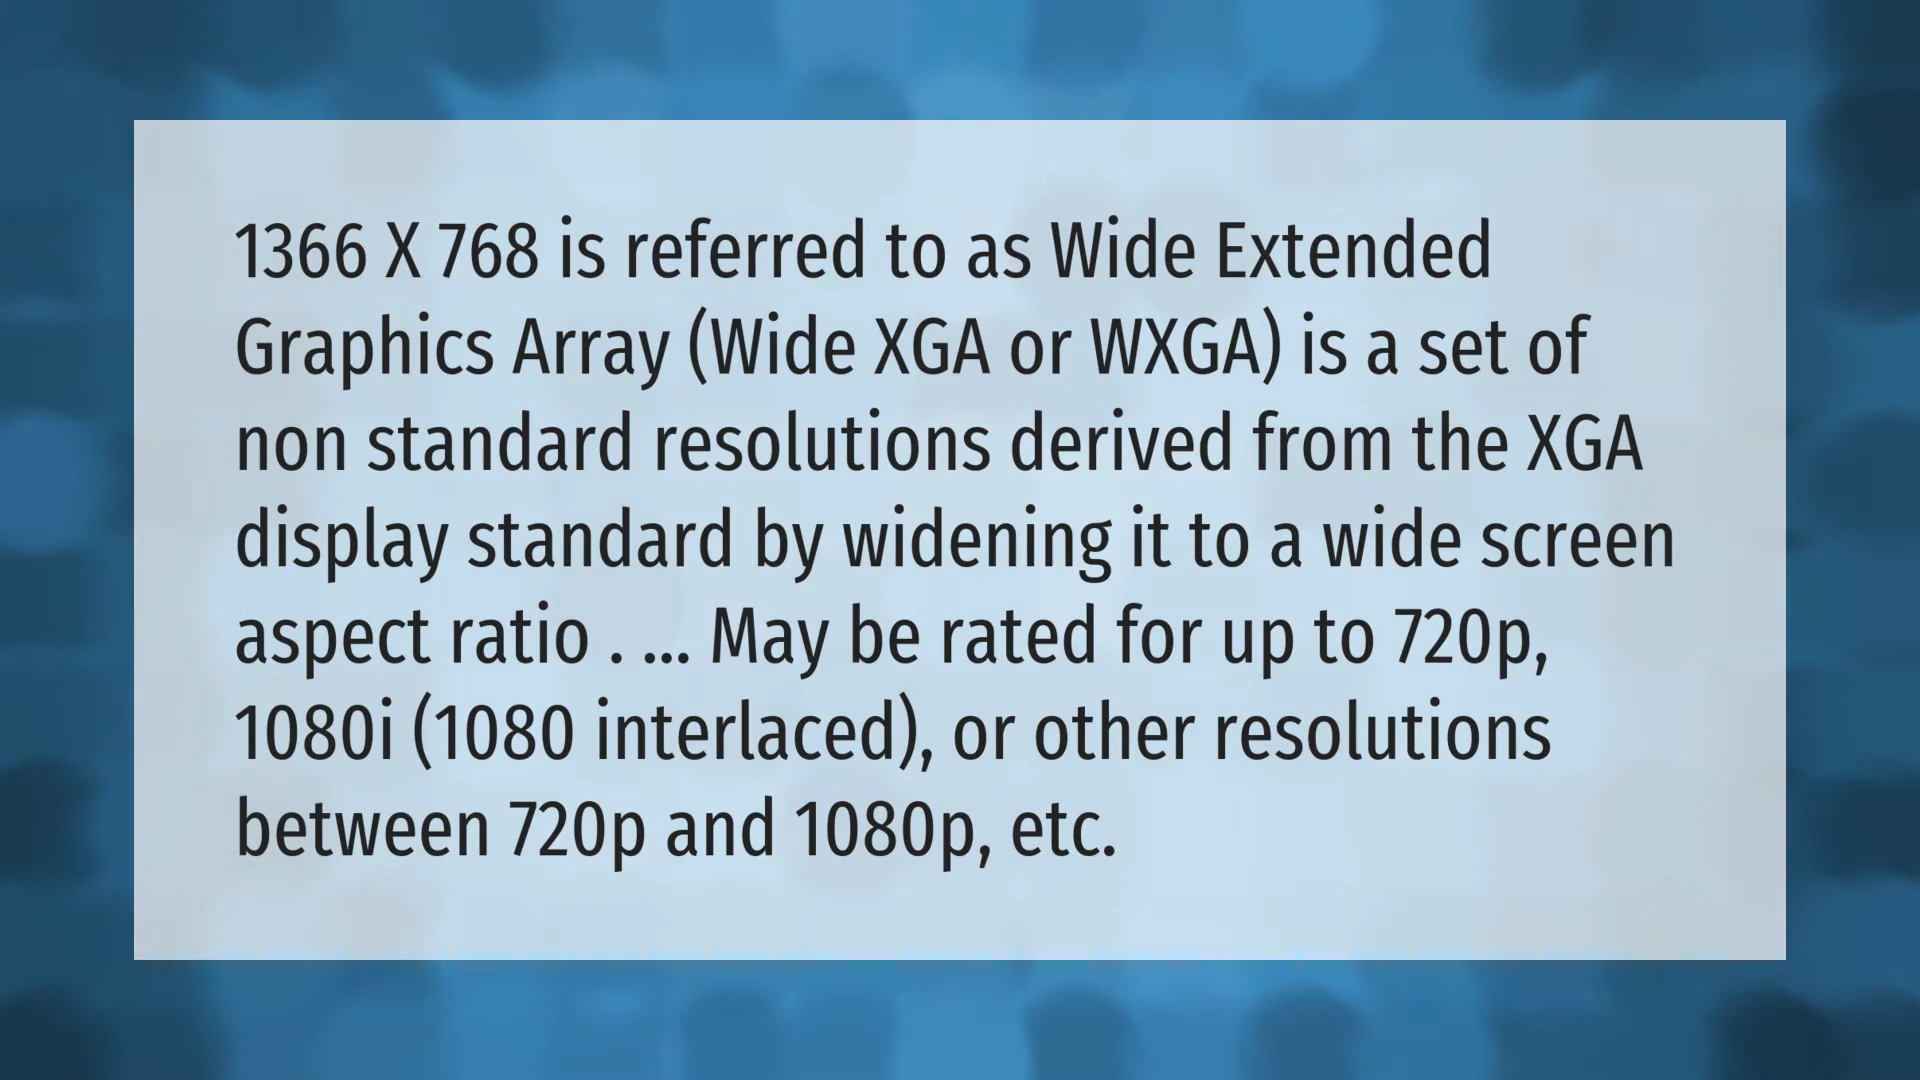 1366 X 768 is referred to as Wide Extended
Graphics Array (Wide XGA or WXGA) is a set of
non standard resolutions derived from the XGA
display standard by widening it to a wide screen
aspect ratio . ... May be rated for up to 720p,
1080i (1080 interlaced), or other resolutions
between 720p and 1080p, etc.